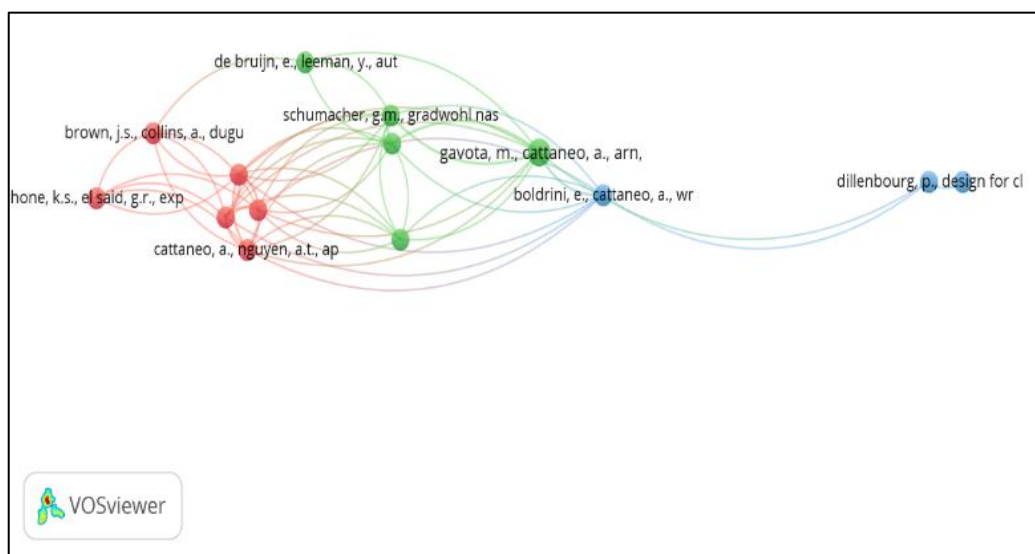 de bruijn, e., leeman, y., aut
schumacher, g.m., gradwohl nas
brown, j.s., collins, a., dugu
gavota, m., cattaneo, a., arn,
dillenbourg, p., design for cl
hone, k.s., el said, g.r., exp
boldrini, e., cattaneo, a., wr
cattaneo, a., nguyen, a.t., ap
VOSviewer